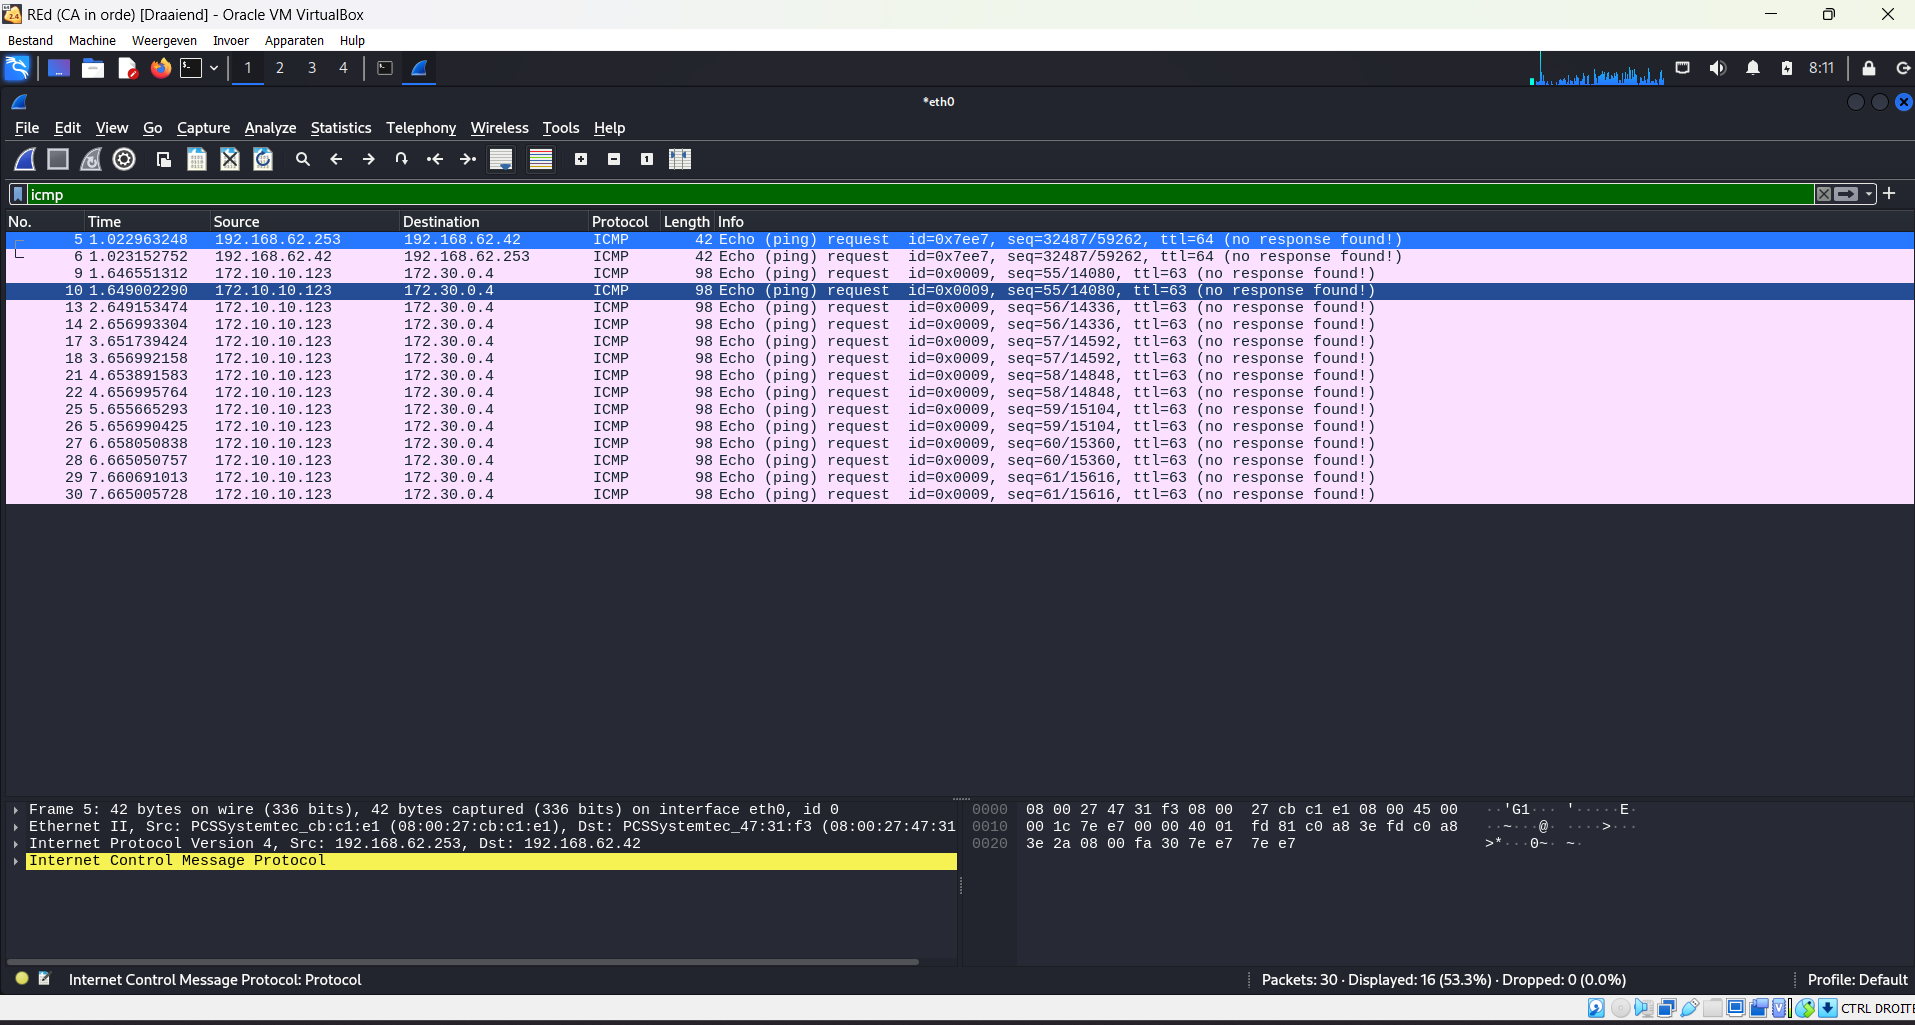 REd (CA in orde) [Draaiend] - Oracle VM VirtualBox
Bestand Machine Weergeven Invoer Apparaten Hulp
1 2 3 4 8:11
*eth0
File Edit View Go Capture Analyze Statistics Telephony Wireless Tools Help
icmp
No. Time Source Destination Protocol Length Info
5 1.022963248 192.168.62.253 192.168.62.42 ICMP 42 Echo (ping) request id=0x7ee7, seq=32487/59262, ttl=64 (no response found!)
6 1.023152752 192.168.62.42 192.168.62.253 ICMP 42 Echo (ping) request id=0x7ee7, seq=32487/59262, ttl=64 (no response found!)
9 1.646551312 172.10.10.123 172.30.0.4 ICMP 98 Echo (ping) request id=0x0009, seq=55/14080, ttl=63 (no response found!)
10 1.649002290 172.10.10.123 172.30.0.4 ICMP 98 Echo (ping) request id=0x0009, seq=55/14080, ttl=63 (no response found!)
13 2.649153474 172.10.10.123 172.30.0.4 ICMP 98 Echo (ping) request id=0x0009, seq=56/14336, ttl=63 (no response found!)
14 2.656993304 172.10.10.123 172.30.0.4 ICMP 98 Echo (ping) request id=0x0009, seq=56/14336, ttl=63 (no response found!)
17 3.651739424 172.10.10.123 172.30.0.4 ICMP 98 Echo (ping) request id=0x0009, seq=57/14592, ttl=63 (no response found!)
18 3.656992158 172.10.10.123 172.30.0.4 ICMP 98 Echo (ping) request id=0x0009, seq=57/14592, ttl=63 (no response found!)
21 4.653891583 172.10.10.123 172.30.0.4 ICMP 98 Echo (ping) request id=0x0009, seq=58/14848, ttl=63 (no response found!)
22 4.656995764 172.10.10.123 172.30.0.4 ICMP 98 Echo (ping) request id=0x0009, seq=58/14848, ttl=63 (no response found!)
25 5.655665293 172.10.10.123 172.30.0.4 ICMP 98 Echo (ping) request id=0x0009, seq=59/15104, ttl=63 (no response found!)
26 5.656990425 172.10.10.123 172.30.0.4 ICMP 98 Echo (ping) request id=0x0009, seq=59/15104, ttl=63 (no response found!)
27 6.658050838 172.10.10.123 172.30.0.4 ICMP 98 Echo (ping) request id=0x0009, seq=60/15360, ttl=63 (no response found!)
28 6.665050757 172.10.10.123 172.30.0.4 ICMP 98 Echo (ping) request id=0x0009, seq=60/15360, ttl=63 (no response found!)
29 7.660691013 172.10.10.123 172.30.0.4 ICMP 98 Echo (ping) request id=0x0009, seq=61/15616, ttl=63 (no response found!)
30 7.665005728 172.10.10.123 172.30.0.4 ICMP 98 Echo (ping) request id=0x0009, seq=61/15616, ttl=63 (no response found!)
Frame 5: 42 bytes on wire (336 bits), 42 bytes captured (336 bits) on interface eth0, id 0
Ethernet II, Src: PCSSystemtec_cb:c1:e1 (08:00:27:cb:c1:e1), Dst: PCSSystemtec_47:31:f3 (08:00:27:47:31
Internet Protocol Version 4, Src: 192.168.62.253, Dst: 192.168.62.42
Internet Control Message Protocol
0000 08 00 27 47 31 f3 08 00 27 cb c1 e1 08 00 45 00 ··'G1··· '·····E·
0010 00 1c 7e e7 00 00 40 01 fd 81 c0 a8 3e fd c0 a8 ··~···@· ····>···
0020 3e 2a 08 00 fa 30 7e e7 7e e7 >*···0~· ~·
Internet Control Message Protocol: Protocol
Packets: 30 · Displayed: 16 (53.3%) · Dropped: 0 (0.0%)
Profile: Default
CTRL DROITE